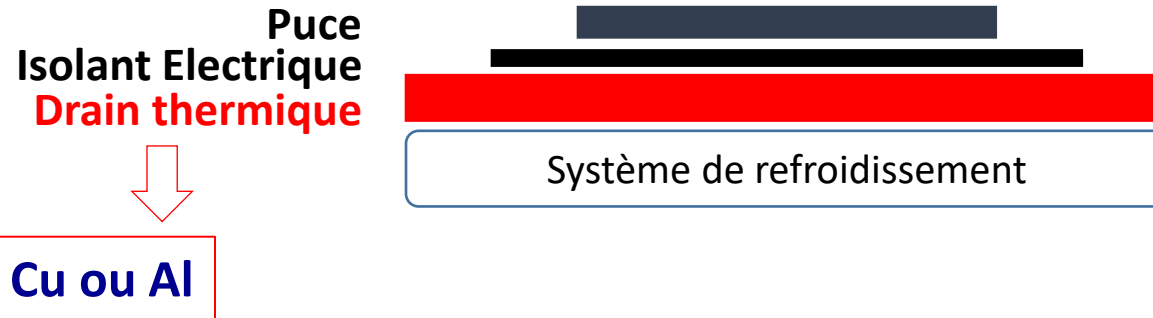 Puce
Isolant Electrique
Drain thermique
Système de refroidissement
Cu ou Al